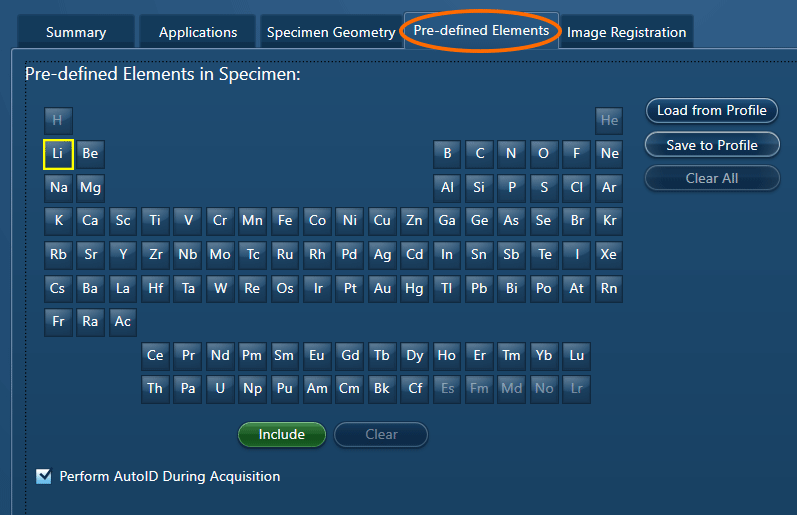 Summary Applications Specimen Geometry Pre-defined Elements Image Registration
Pre-defined Elements in Specimen:
H He
Li Be B C N O F Ne
Na Mg Al Si P S Cl Ar
K Ca Sc Ti V Cr Mn Fe Co Ni Cu Zn Ga Ge As Se Br Kr
Rb Sr Y Zr Nb Mo Tc Ru Rh Pd Ag Cd In Sn Sb Te I Xe
Cs Ba La Hf Ta W Re Os Ir Pt Au Hg Tl Pb Bi Po At Rn
Fr Ra Ac
Ce Pr Nd Pm Sm Eu Gd Tb Dy Ho Er Tm Yb Lu
Th Pa U Np Pu Am Cm Bk Cf Es Fm Md No Lr
Load from Profile
Save to Profile
Clear All
Include Clear
Perform AutoID During Acquisition